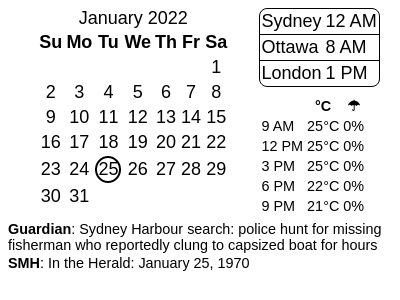 January 2022
Su Mo Tu We Th Fr Sa
1
2 3 4 5 6 7 8
9 10 11 12 13 14 15
16 17 18 19 20 21 22
23 24 25 26 27 28 29
30 31
Sydney 12 AM
Ottawa 8 AM
London 1 PM
°C ☂
9 AM 25°C 0%
12 PM 25°C 0%
3 PM 25°C 0%
6 PM 22°C 0%
9 PM 21°C 0%
Guardian: Sydney Harbour search: police hunt for missing
fisherman who reportedly clung to capsized boat for hours
SMH: In the Herald: January 25, 1970